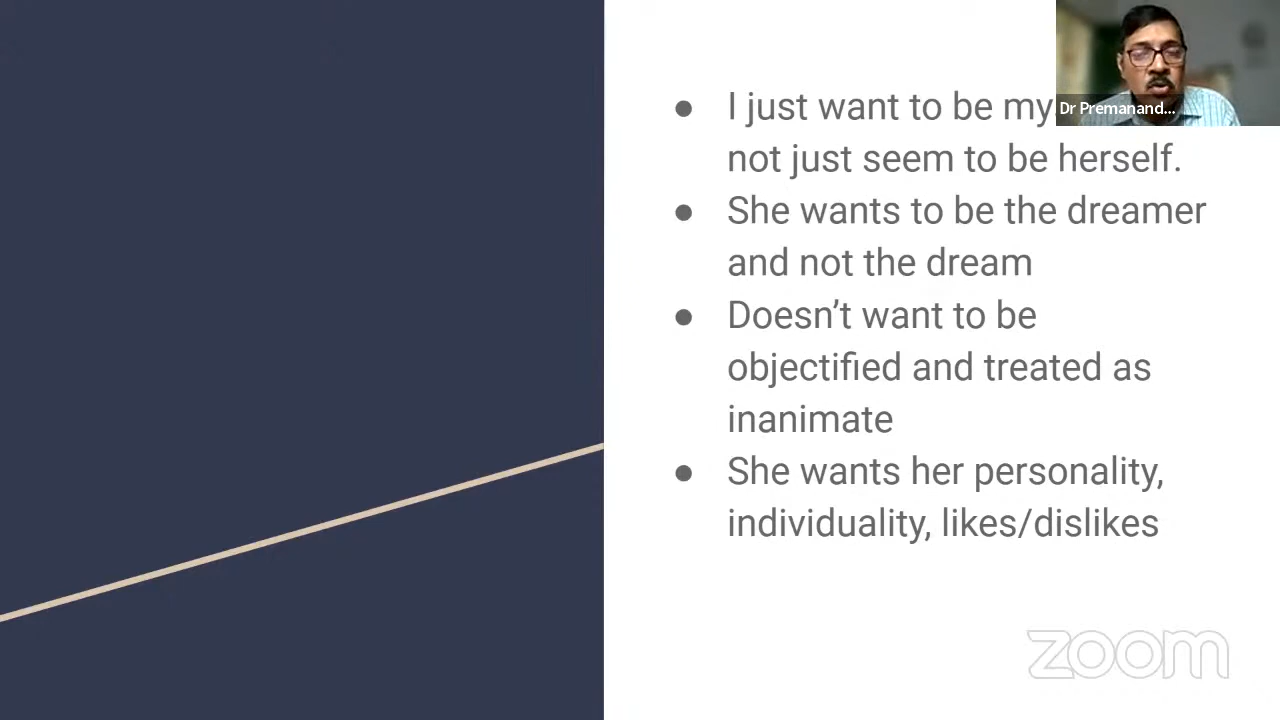 I just want to be my
not just seem to be herself.
She wants to be the dreamer
and not the dream
Doesn’t want to be
objectified and treated as
inanimate
She wants her personality,
individuality, likes/dislikes
Dr Premanand...
zoom